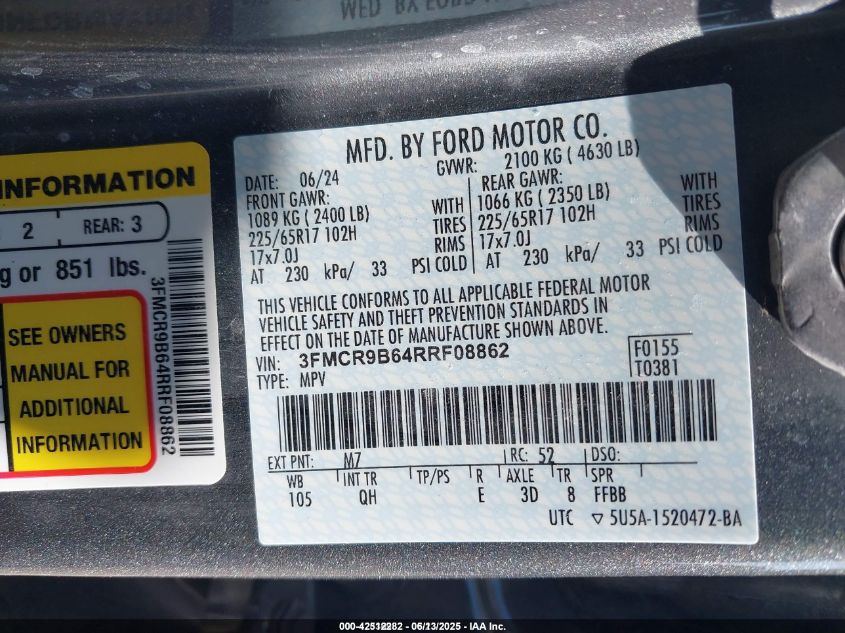 WED BX
INFORMATION
: 2 REAR: 3
g or 851 lbs.
SEE OWNERS
MANUAL FOR
ADDITIONAL
INFORMATION
3FMCR9B64RRF08862
MFD. BY FORD MOTOR CO.
DATE: 06/24 GVWR: 2100 KG ( 4630 LB)
FRONT GAWR: REAR GAWR: WITH
1089 KG (2400 LB) WITH 1066 KG ( 2350 LB) TIRES
225/65R17 102H TIRES 225/65R17 102H RIMS
17x7.0J RIMS 17x7.0J
AT 230 kPa/ 33 PSI COLD AT 230 kPa/ 33 PSI COLD
THIS VEHICLE CONFORMS TO ALL APPLICABLE FEDERAL MOTOR
VEHICLE SAFETY AND THEFT PREVENTION STANDARDS IN
EFFECT ON THE DATE OF MANUFACTURE SHOWN ABOVE.
VIN: 3FMCR9B64RRF08862 F0155
TYPE: MPV T0381
EXT PNT: M7 RC: 52 DSO:
WB INT TR TP/PS R AXLE TR SPR
105 QH E 3D 8 FFBB
UTC ▽ 5U5A-1520472-BA
06/13/2025 - IAA Inc.